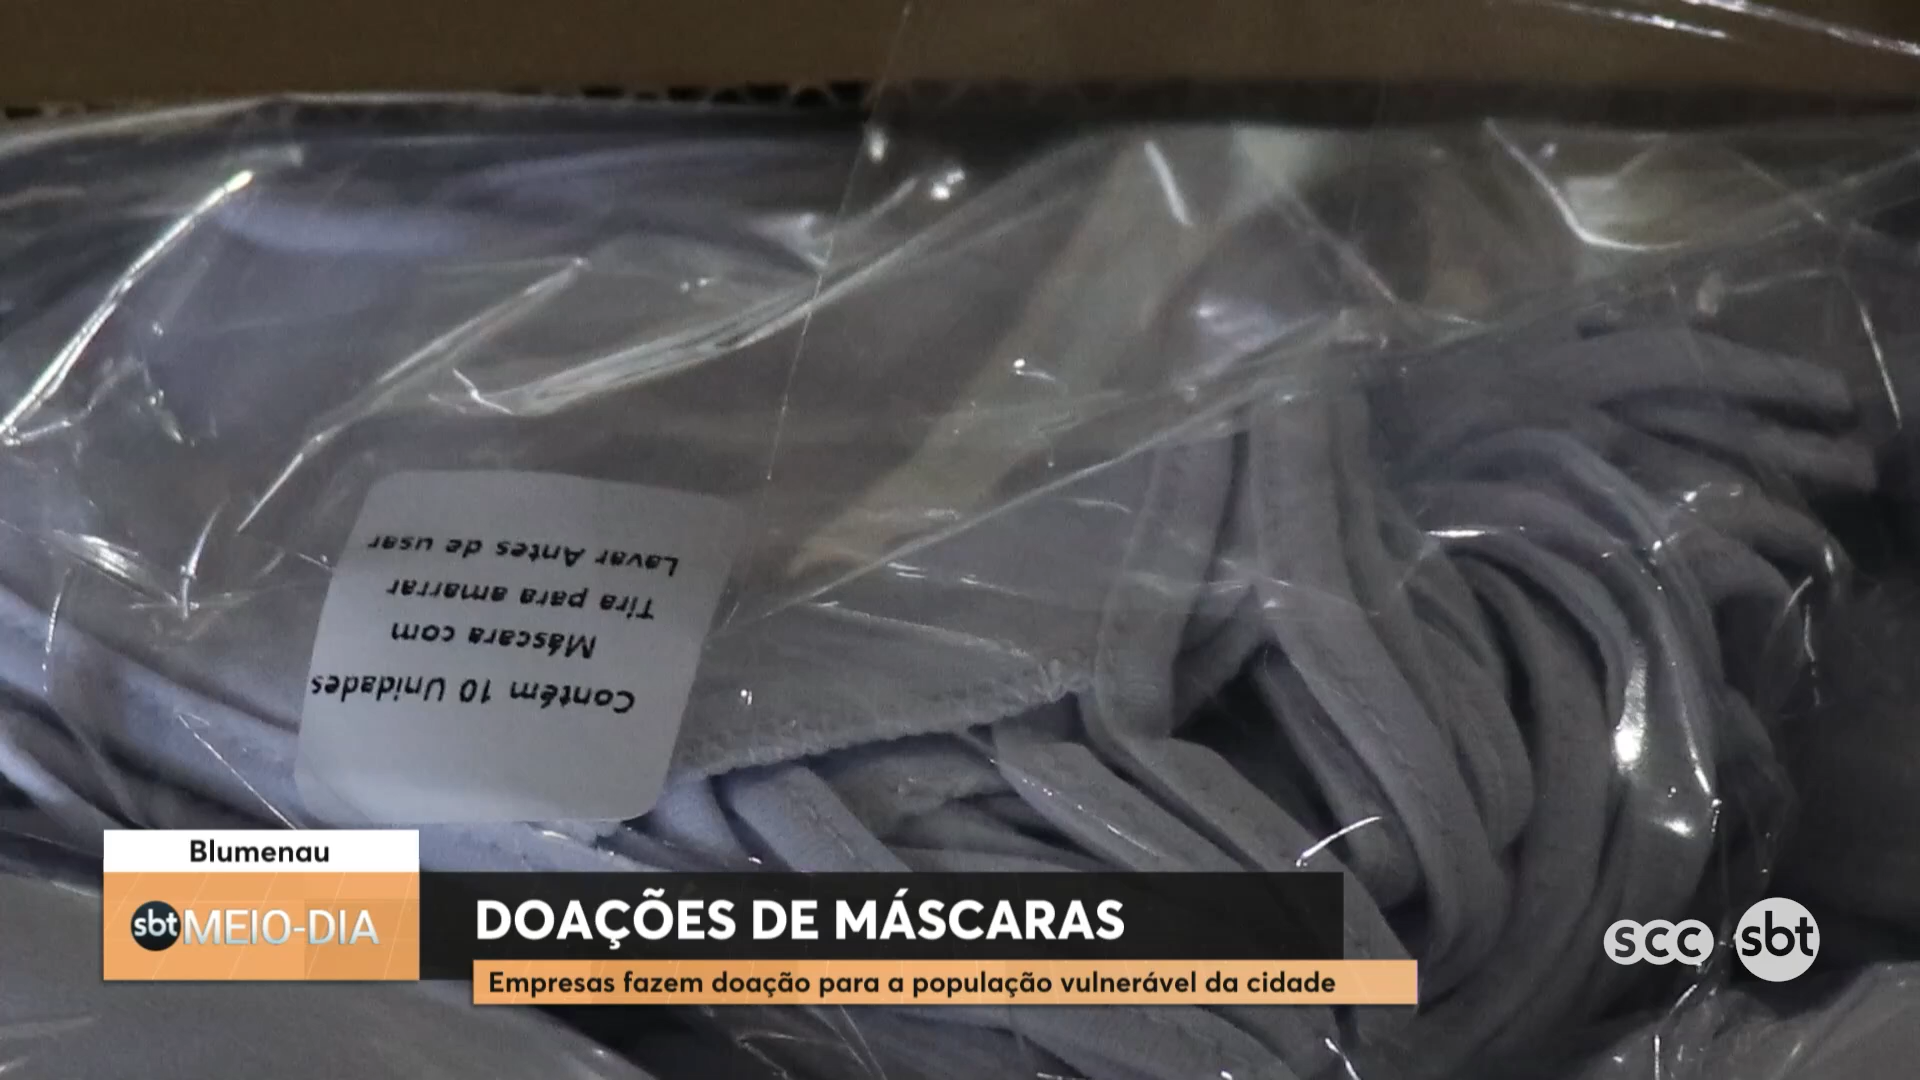 Contém 10 Unidades
Máscara com
Tira para amarrar
Lavar Antes de usar
Blumenau
sbt MEIO-DIA
DOAÇÕES DE MÁSCARAS
Empresas fazem doação para a população vulnerável da cidade
scc sbt